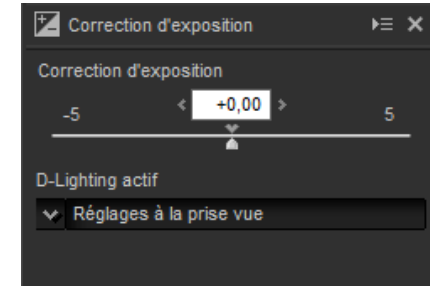 Correction d'exposition
Correction d'exposition
-5 +0,00 5
D-Lighting actif
Réglages à la prise vue